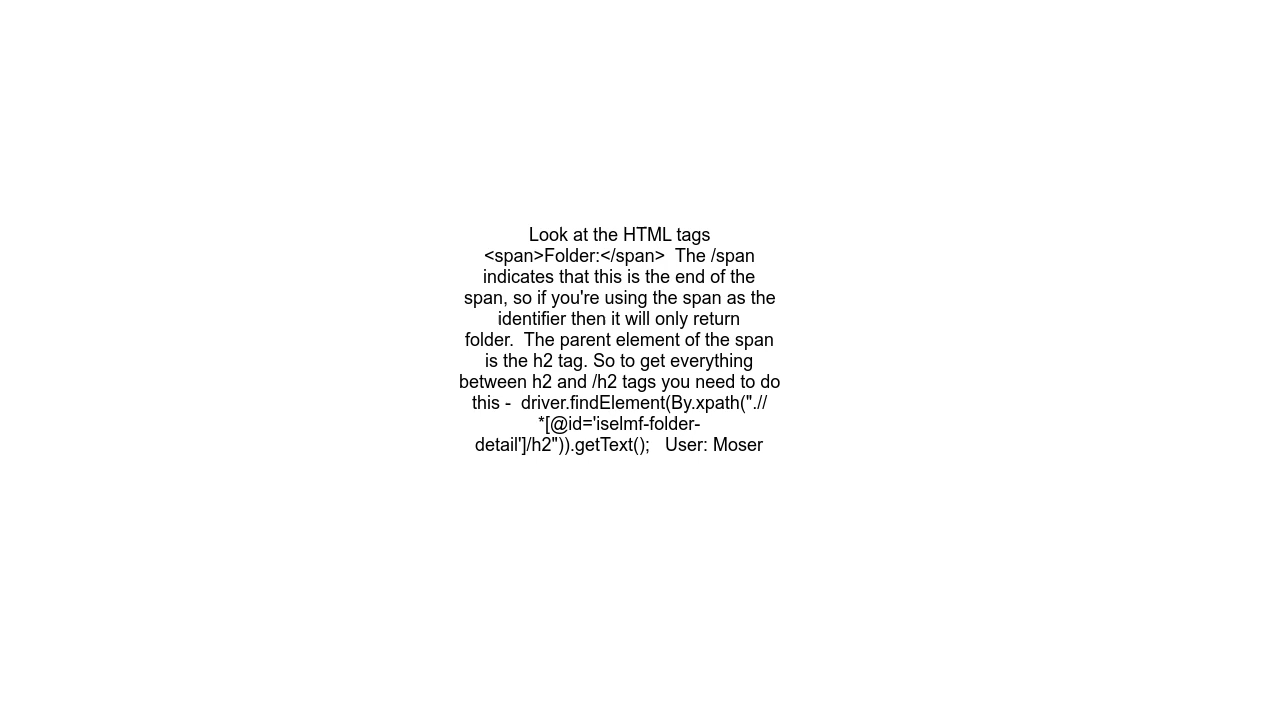 Look at the HTML tags
<span>Folder:</span>  The /span
indicates that this is the end of the
span, so if you're using the span as the
identifier then it will only return
folder.  The parent element of the span
is the h2 tag. So to get everything
between h2 and /h2 tags you need to do
this -  driver.findElement(By.xpath(".//
*[@id='iselmf-folder-
detail']/h2")).getText();   User: Moser